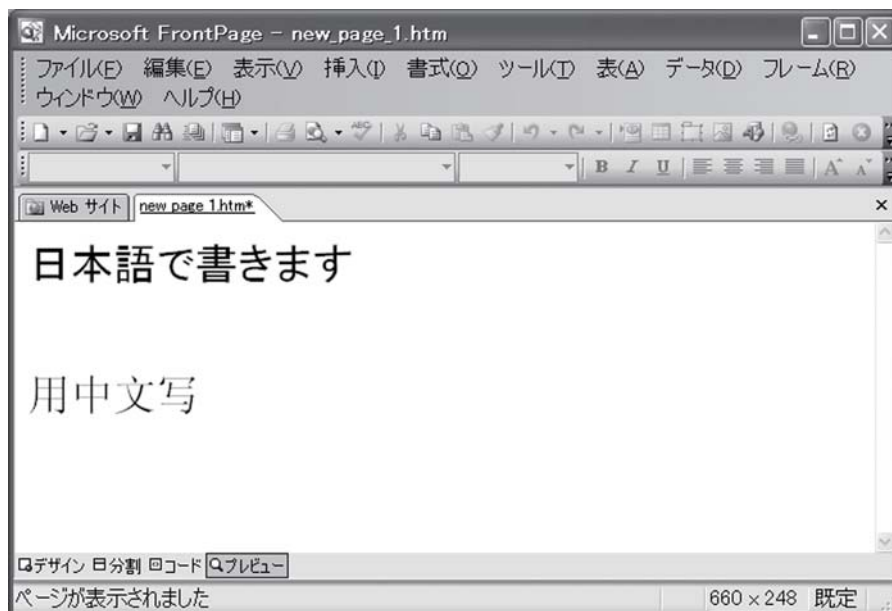 Microsoft FrontPage - new_page_1.htm
ファイル(F) 編集(E) 表示(V) 挿入(I) 書式(O) ツール(T) 表(A) データ(D) フレーム(R)
ウィンドウ(W) ヘルプ(H)
ABC
B I U A A
Web サイト new page 1.htm*
日本語で書きます
用中文写
デザイン 分割 コード プレビュー
ページが表示されました 660 × 248 既定